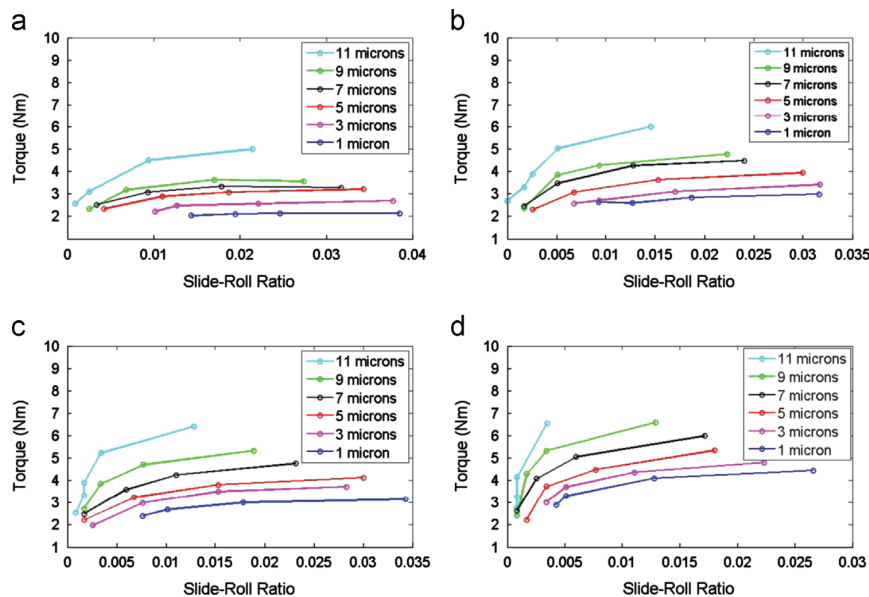 a
10
9
8
7
6
5
4
3
2
1
Torque (Nm)
11 microns
9 microns
7 microns
5 microns
3 microns
1 micron
0
0.01
0.02
0.03
0.04
Slide-Roll Ratio
b
10
9
8
7
6
5
4
3
2
1
Torque (Nm)
11 microns
9 microns
7 microns
5 microns
3 microns
1 micron
0
0.005
0.01
0.015
0.02
0.025
0.03
0.035
Slide-Roll Ratio
c
10
9
8
7
6
5
4
3
2
1
Torque (Nm)
11 microns
9 microns
7 microns
5 microns
3 microns
1 micron
0
0.005
0.01
0.015
0.02
0.025
0.03
0.035
Slide-Roll Ratio
d
10
9
8
7
6
5
4
3
2
1
Torque (Nm)
11 microns
9 microns
7 microns
5 microns
3 microns
1 micron
0
0.005
0.01
0.015
0.02
0.025
0.03
Slide-Roll Ratio